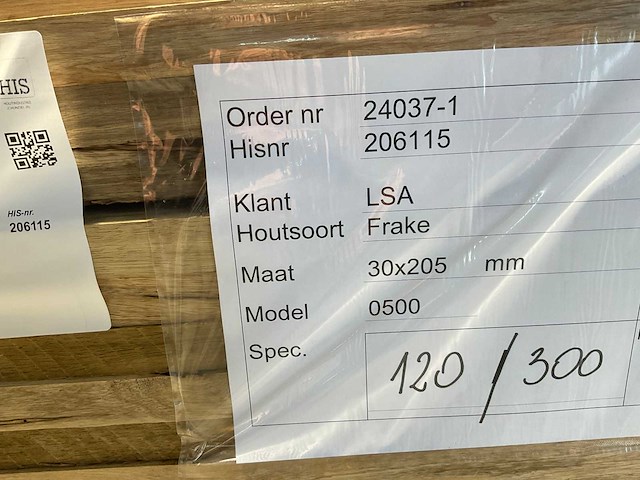 HIS
HIS-nr.
206115
Order nr 24037-1
Hisnr 206115
Klant LSA
Houtsoort Frake
Maat 30x205 mm
Model 0500
Spec. 120/300